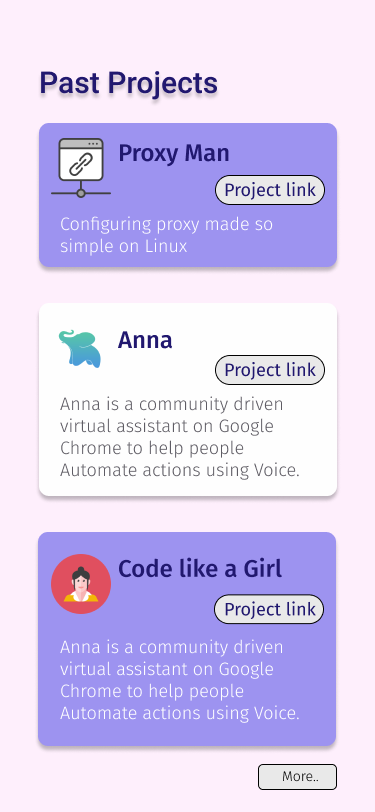 Past Projects
Proxy Man
Project link
Configuring proxy made so
simple on Linux
Anna
Project link
Anna is a community driven
virtual assistant on Google
Chrome to help people
Automate actions using Voice.
Code like a Girl
Project link
Anna is a community driven
virtual assistant on Google
Chrome to help people
Automate actions using Voice.
More..